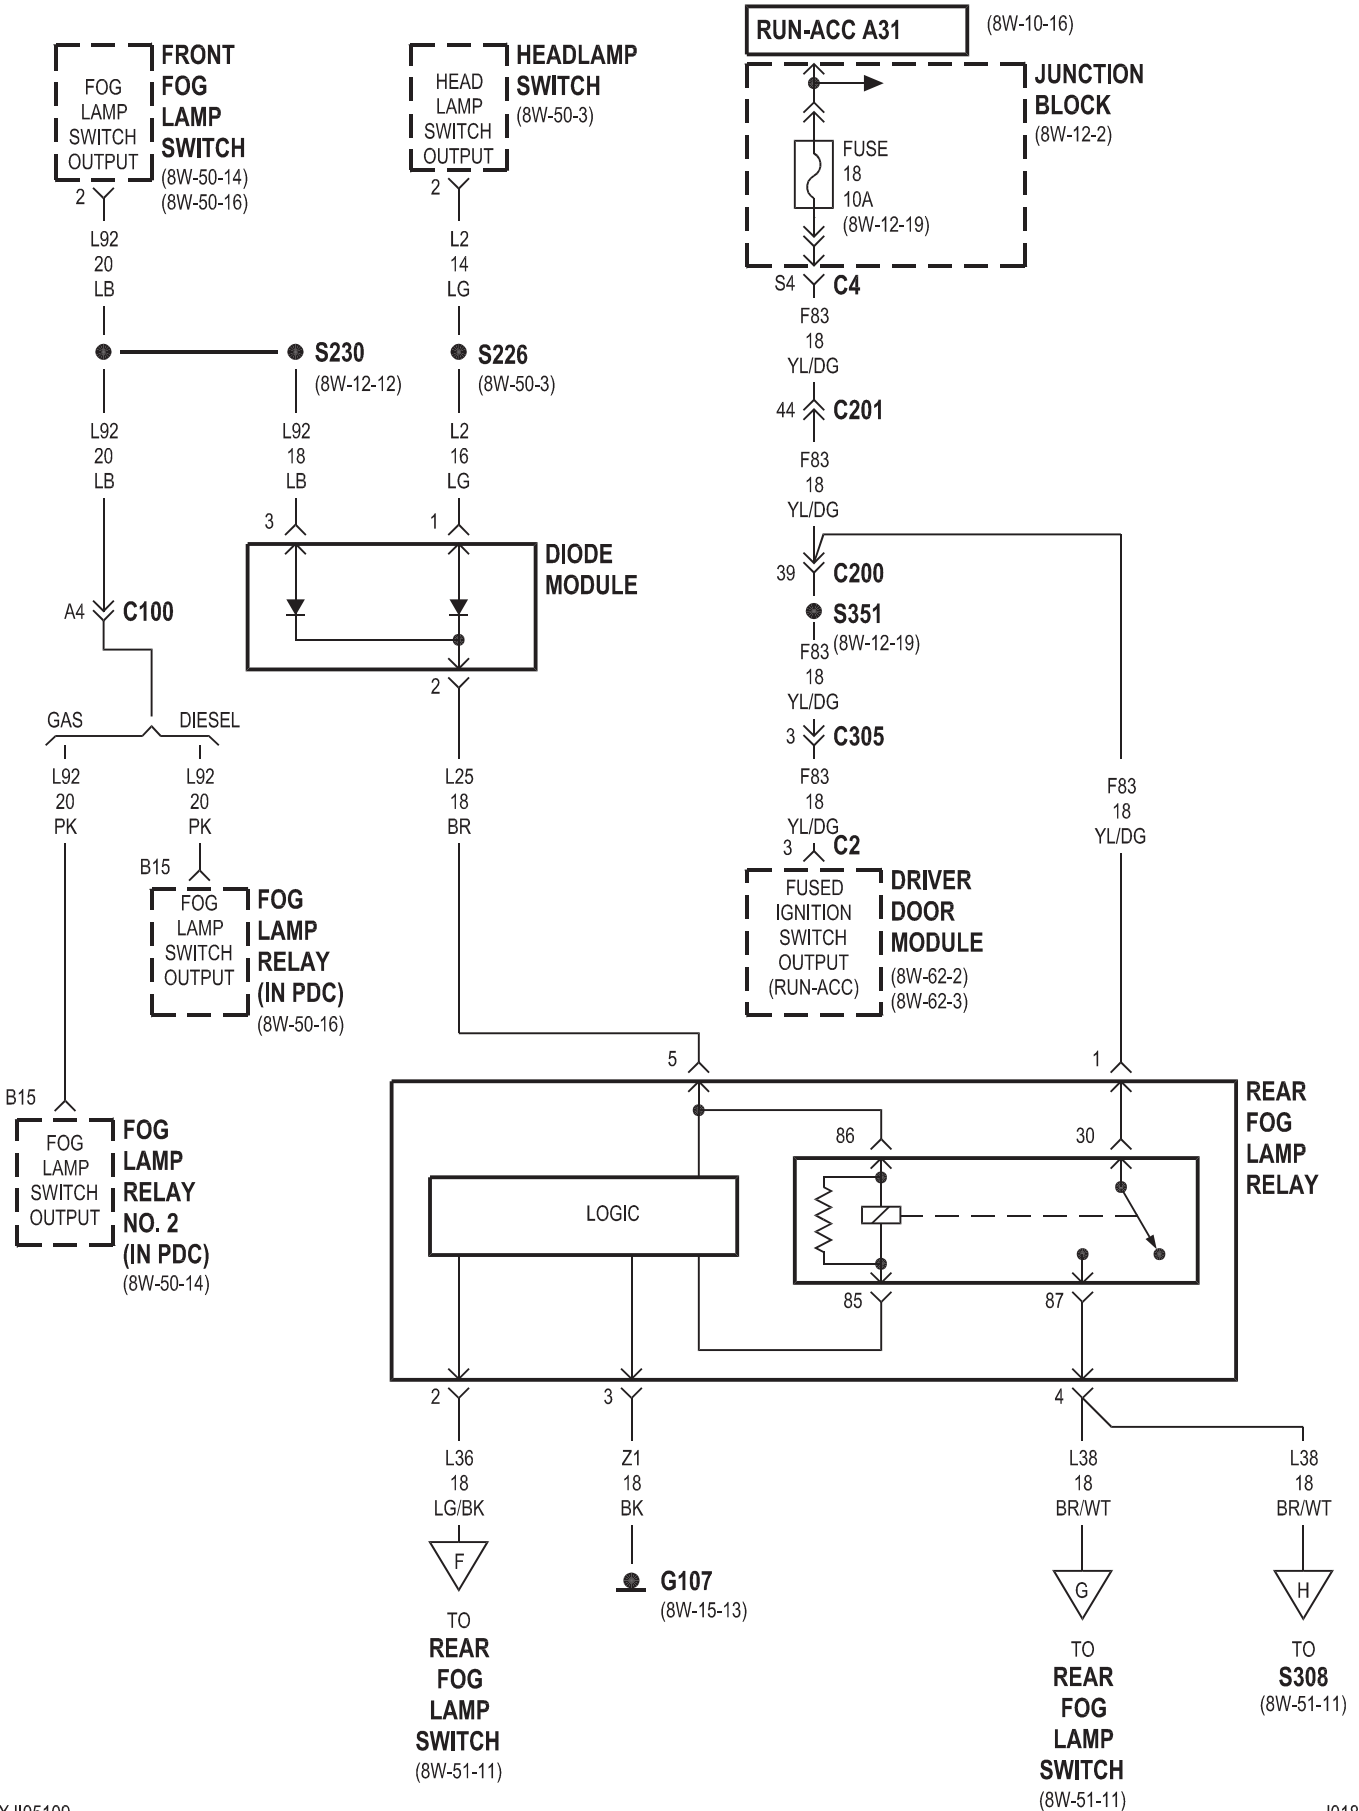 RUN-ACC A31
(8W-10-16)
FOG
LAMP
SWITCH
OUTPUT
FRONT
FOG
LAMP
SWITCH
(8W-50-14)
(8W-50-16)
2
L92
20
LB
HEAD
LAMP
SWITCH
OUTPUT
HEADLAMP
SWITCH
(8W-50-3)
2
L2
14
LG
JUNCTION
BLOCK
(8W-12-2)
FUSE
18
10A
(8W-12-19)
S4
C4
F83
18
YL/DG
S230
(8W-12-12)
S226
(8W-50-3)
L92
20
LB
L92
18
LB
L2
16
LG
44
C201
F83
18
YL/DG
3
1
DIODE
MODULE
2
A4
C100
39
C200
S351
(8W-12-19)
F83
18
YL/DG
3
C305
F83
18
YL/DG
3
C2
GAS
DIESEL
L92
20
PK
L92
20
PK
L25
18
BR
F83
18
YL/DG
B15
FOG
LAMP
SWITCH
OUTPUT
FOG
LAMP
RELAY
(IN PDC)
(8W-50-16)
FUSED
IGNITION
SWITCH
OUTPUT
(RUN-ACC)
DRIVER
DOOR
MODULE
(8W-62-2)
(8W-62-3)
B15
FOG
LAMP
SWITCH
OUTPUT
FOG
LAMP
RELAY
NO. 2
(IN PDC)
(8W-50-14)
5
1
REAR
FOG
LAMP
RELAY
86
30
LOGIC
85
87
2
3
4
L36
18
LG/BK
Z1
18
BK
L38
18
BR/WT
L38
18
BR/WT
F
TO
REAR
FOG
LAMP
SWITCH
(8W-51-11)
G107
(8W-15-13)
G
TO
REAR
FOG
LAMP
SWITCH
(8W-51-11)
H
TO
S308
(8W-51-11)